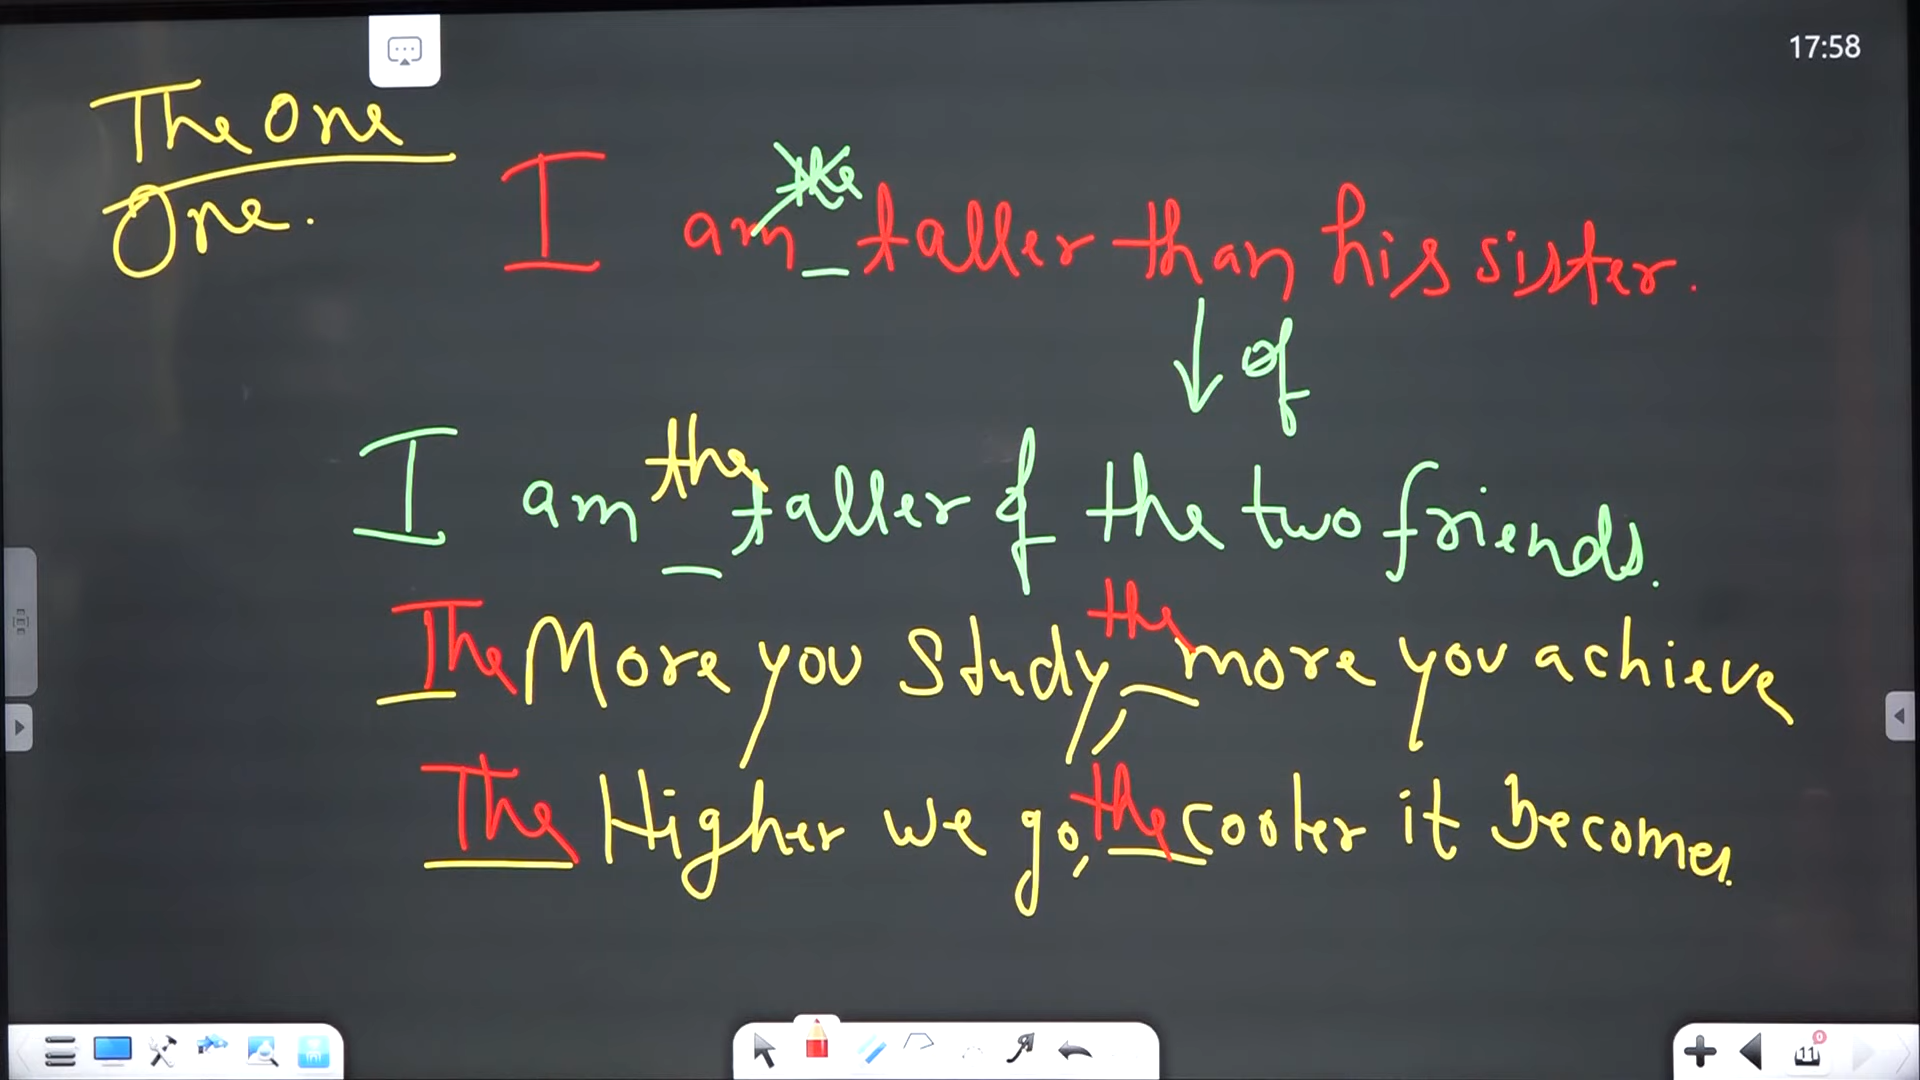 17:58
The One
One.
the
I am _ taller than his sister.
↓ of
I am the taller of the two friends.
The More you study, the more you achieve
The Higher we go, the cooler it becomes.
11